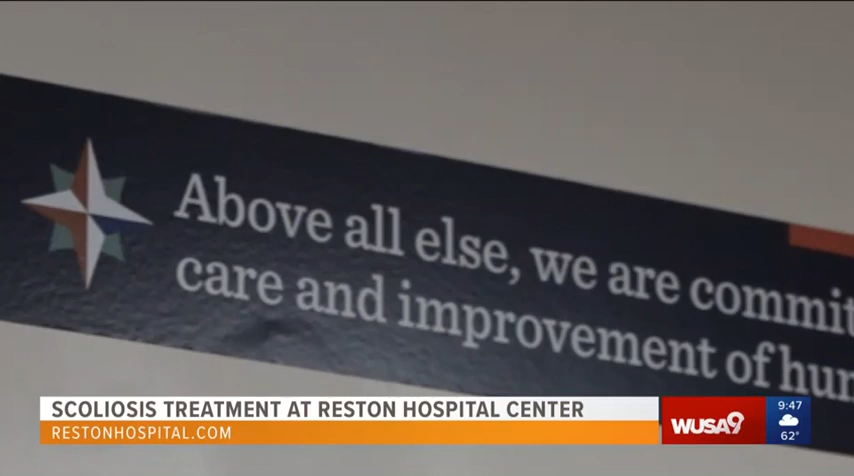 Above all else, we are commit
care and improvement of hum
SCOLIOSIS TREATMENT AT RESTON HOSPITAL CENTER
RESTONHOSPITAL.COM
WUSA9
9:47
62°